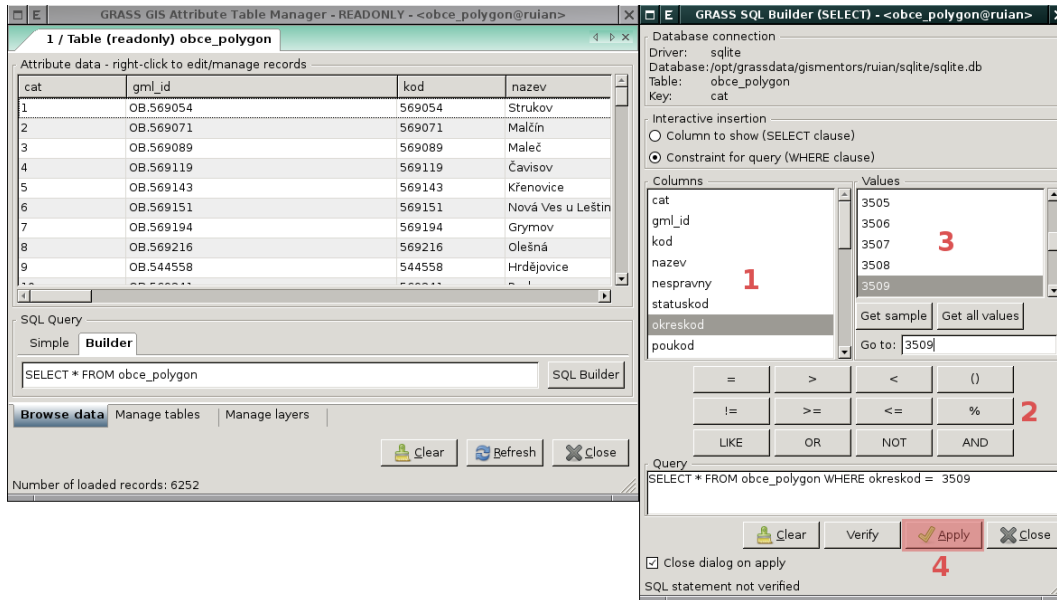 GRASS GIS Attribute Table Manager - READONLY - <obce_polygon@ruian>
1 / Table (readonly) obce_polygon
Attribute data - right-click to edit/manage records
cat gml_id kod nazev
1 OB.569054 569054 Strukov
2 OB.569071 569071 Malčín
3 OB.569089 569089 Maleč
4 OB.569119 569119 Čavisov
5 OB.569143 569143 Křenovice
6 OB.569151 569151 Nová Ves u Leštin
7 OB.569194 569194 Grymov
8 OB.569216 569216 Olešná
9 OB.544558 544558 Hrdějovice
SQL Query
Simple Builder
SELECT * FROM obce_polygon SQL Builder
Browse data Manage tables Manage layers
Clear Refresh Close
Number of loaded records: 6252
GRASS SQL Builder (SELECT) - <obce_polygon@ruian>
Database connection
Driver: sqlite
Database:/opt/grassdata/gismentors/ruian/sqlite/sqlite.db
Table: obce_polygon
Key: cat
Interactive insertion
Column to show (SELECT clause)
Constraint for query (WHERE clause)
Columns
cat
gml_id
kod
nazev
nespravny
statuskod
okreskod
poukod
1
Values
3505
3506
3507
3508
3509
3
Get sample Get all values
Go to: 3509
= > < ()
!= >= <= %
LIKE OR NOT AND
2
Query
SELECT * FROM obce_polygon WHERE okreskod = 3509
Clear Verify Apply Close
Close dialog on apply
4
SQL statement not verified